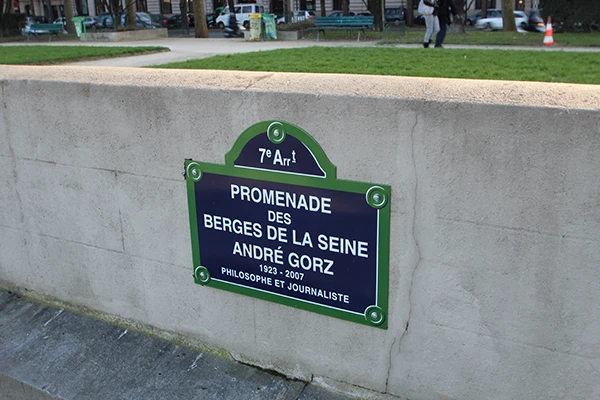 7e Arrt
PROMENADE
DES
BERGES DE LA SEINE
ANDRÉ GORZ
1923 - 2007
PHILOSOPHE ET JOURNALISTE